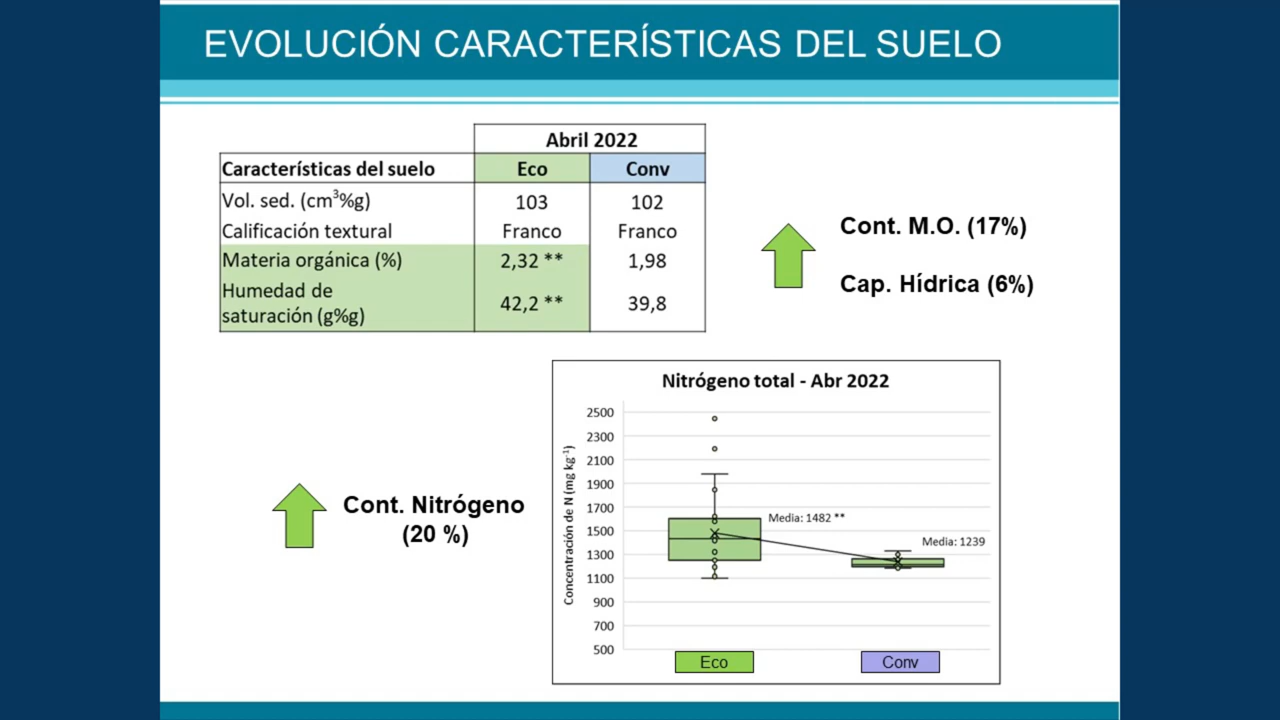 EVOLUCIÓN CARACTERÍSTICAS DEL SUELO
Abril 2022
Características del suelo Eco Conv
Vol. sed. (cm³%g) 103 102
Calificación textural Franco Franco
Materia orgánica (%) 2,32 ** 1,98
Humedad de
saturación (g%g) 42,2 ** 39,8
Cont. M.O. (17%)
Cap. Hídrica (6%)
Cont. Nitrógeno
(20 %)
Nitrógeno total - Abr 2022
Concentración de N (mg kg⁻¹)
2500
2300
2100
1900
1700
1500
1300
1100
900
700
500
Media: 1482 **
Media: 1239
Eco
Conv